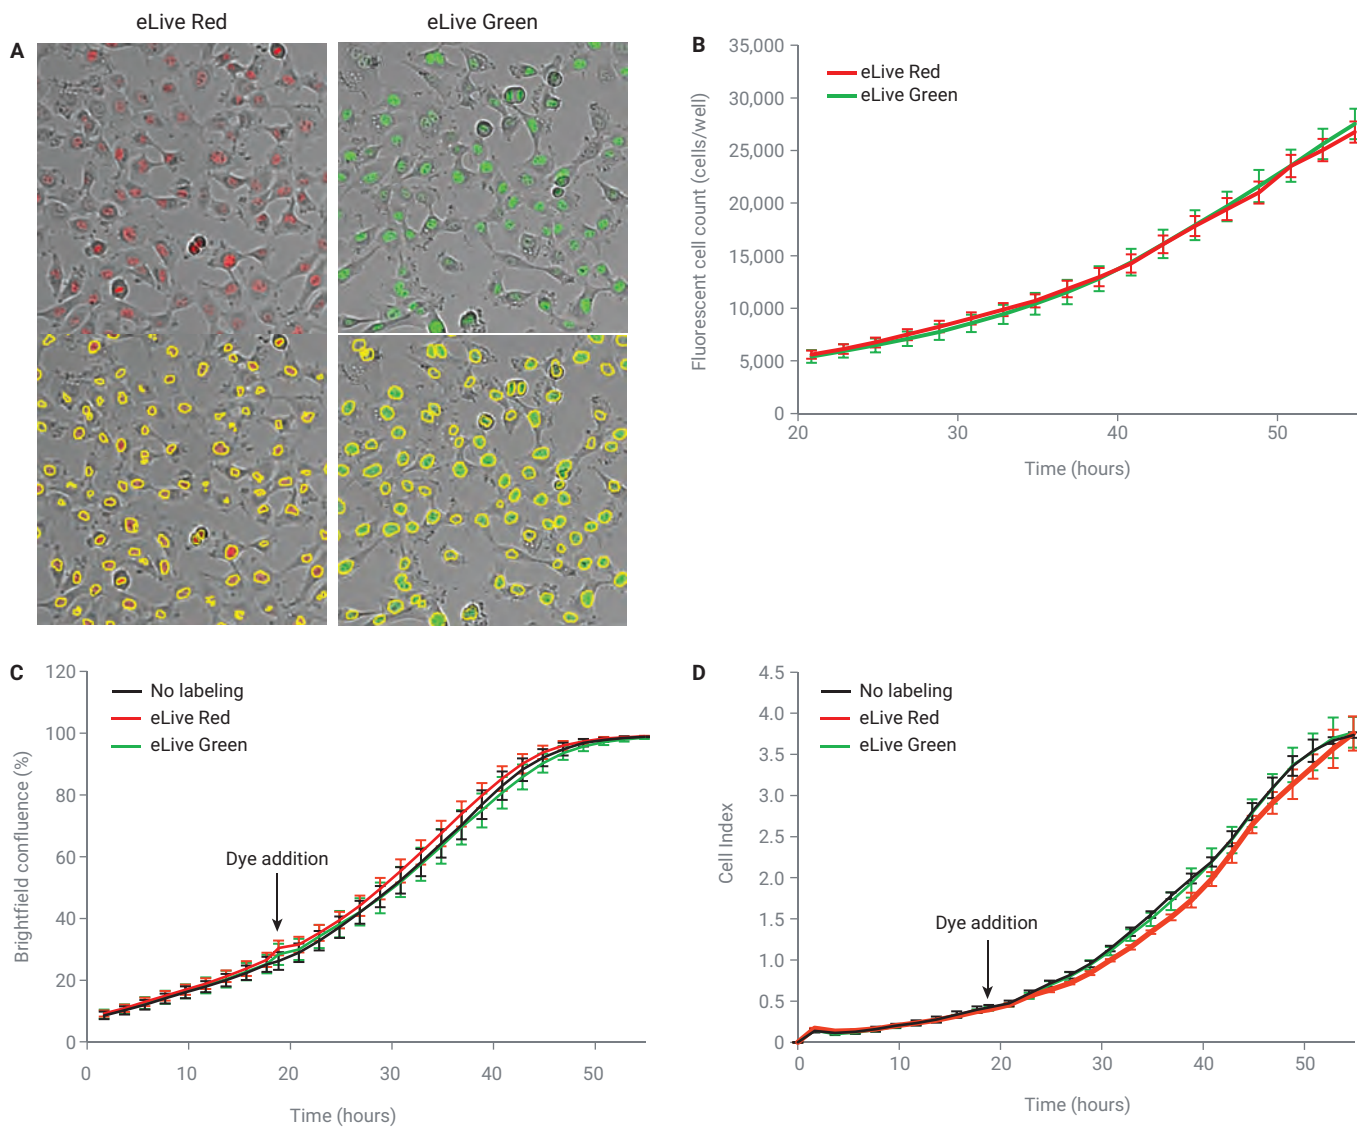 eLive Red
eLive Green
A
B
35,000
30,000
25,000
20,000
15,000
10,000
5,000
0
Fluorescent cell count (cells/well)
eLive Red
eLive Green
20
30
40
50
Time (hours)
C
120
100
80
60
40
20
0
Brightfield confluence (%)
No labeling
eLive Red
eLive Green
Dye addition
0
10
20
30
40
50
Time (hours)
D
4.5
4.0
3.5
3.0
2.5
2.0
1.5
1.0
0.5
0
Cell Index
No labeling
eLive Red
eLive Green
Dye addition
0
10
20
30
40
50
Time (hours)